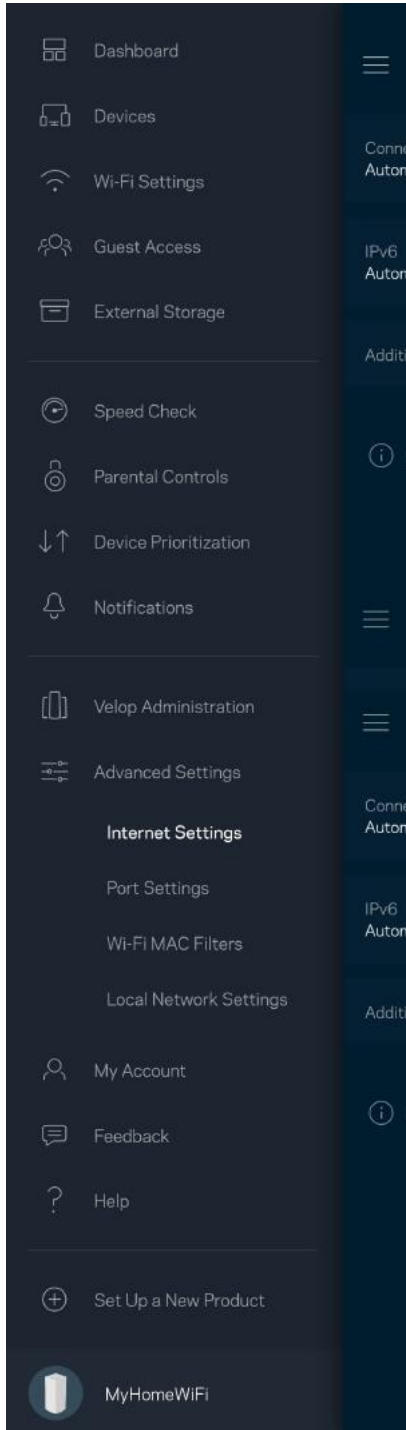 Dashboard
Devices
Wi-Fi Settings
Guest Access
External Storage
Speed Check
Parental Controls
Device Prioritization
Notifications
Velop Administration
Advanced Settings
Internet Settings
Port Settings
Wi-Fi MAC Filters
Local Network Settings
My Account
Feedback
Help
Set Up a New Product
MyHomeWiFi
IPv6
IPv6